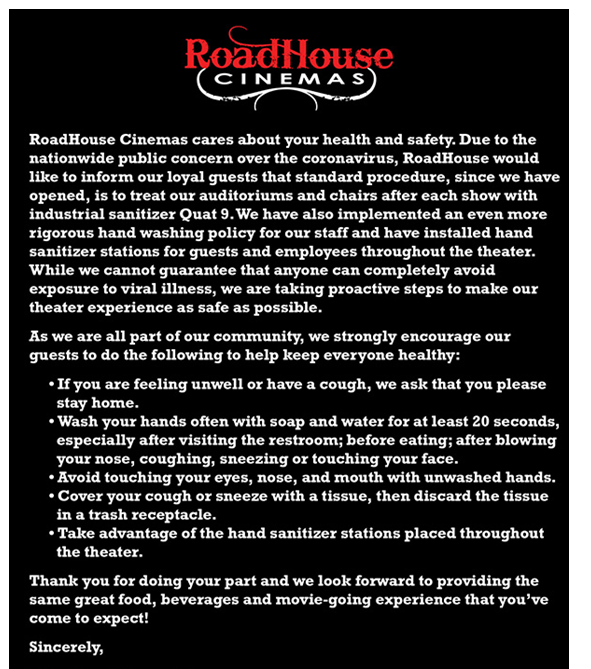 RoadHouse
CINEMAS
RoadHouse Cinemas cares about your health and safety. Due to the
nationwide public concern over the coronavirus, RoadHouse would
like to inform our loyal guests that standard procedure, since we have
opened, is to treat our auditoriums and chairs after each show with
industrial sanitizer Quat 9. We have also implemented an even more
rigorous hand washing policy for our staff and have installed hand
sanitizer stations for guests and employees throughout the theater.
While we cannot guarantee that anyone can completely avoid
exposure to viral illness, we are taking proactive steps to make our
theater experience as safe as possible.
As we are all part of our community, we strongly encourage our
guests to do the following to help keep everyone healthy:
• If you are feeling unwell or have a cough, we ask that you please
stay home.
• Wash your hands often with soap and water for at least 20 seconds,
especially after visiting the restroom; before eating; after blowing
your nose, coughing, sneezing or touching your face.
• Avoid touching your eyes, nose, and mouth with unwashed hands.
• Cover your cough or sneeze with a tissue, then discard the tissue
in a trash receptacle.
• Take advantage of the hand sanitizer stations placed throughout
the theater.
Thank you for doing your part and we look forward to providing the
same great food, beverages and movie-going experience that you've
come to expect!
Sincerely,